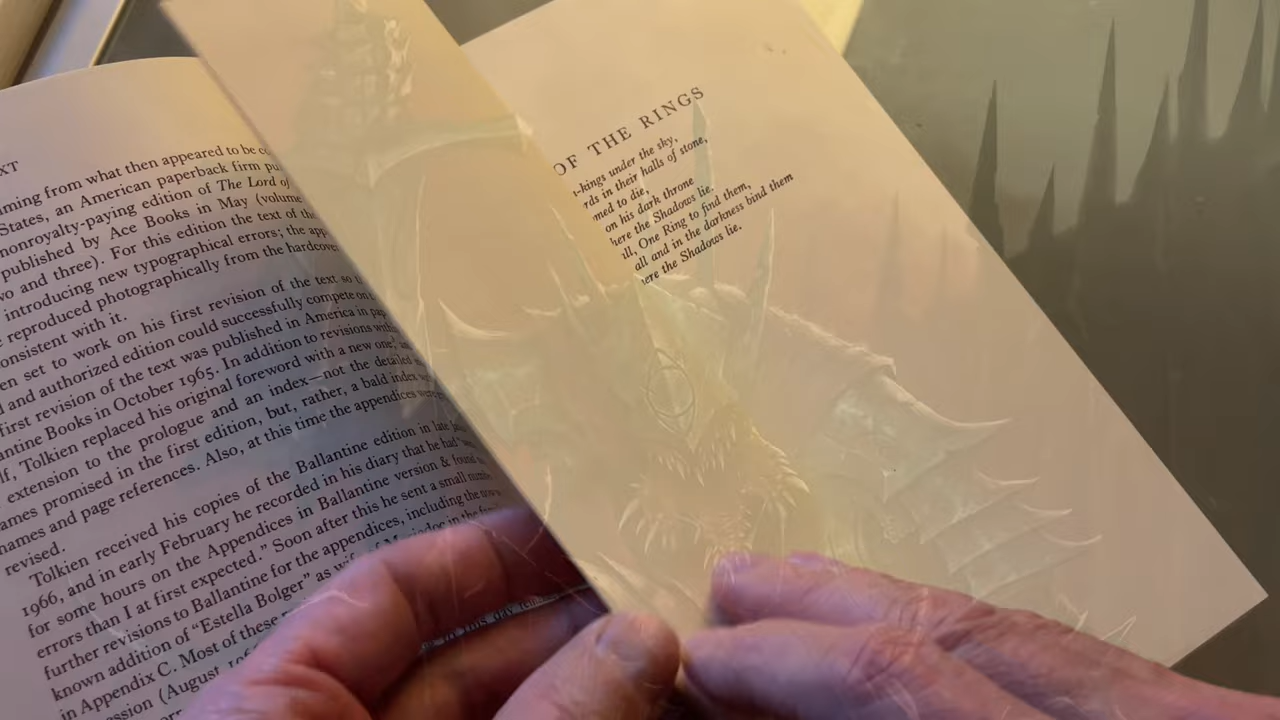 XT
ming from what then appeared to be
States, an American paperback firm
nonroyalty-paying edition of The Lord of
published by Ace Books in May (volume
wo and three). For this edition the text of the
introducing new typographical errors; the
reproduced photographically from the hardcover
onsistent with it.
en set to work on his first revision of the text so
and authorized edition could successfully compete
first revision of the text was published in America in
antine Books in October 1965. In addition to revisions
lf, Tolkien replaced his original foreword with a new one,
extension to the prologue and an index—not the detailed
ames promised in the first edition, but, rather, a bald index
names and page references. Also, at this time the appendices were
revised.
Tolkien received his copies of the Ballantine edition in late
1966, and in early February he recorded in his diary that he had
for some hours on the Appendices in Ballantine version & found
errors than I at first expected.” Soon after this he sent a small
further revisions to Ballantine for the appendices, including the
known addition of “Estella Bolger” as wife of
in Appendix C. Most of these
ssion (August
OF THE RINGS
-kings under the sky,
rds in their halls of stone,
med to die,
on his dark throne
here the Shadows lie.
ll, One Ring to find them,
all and in the darkness bind them
ere the Shadows lie.